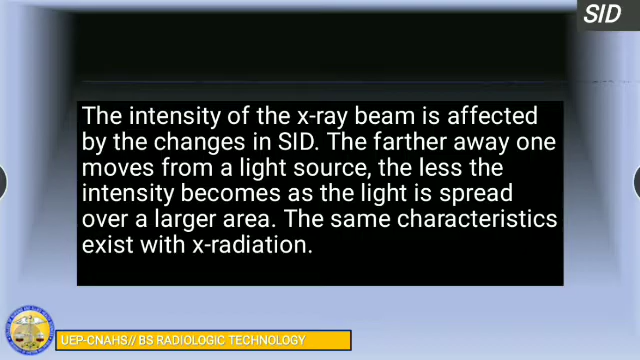 SID
The intensity of the x-ray beam is affected
by the changes in SID. The farther away one
moves from a light source, the less the
intensity becomes as the light is spread
over a larger area. The same characteristics
exist with x-radiation.
UEP-CNAHS// BS RADIOLOGIC TECHNOLOGY